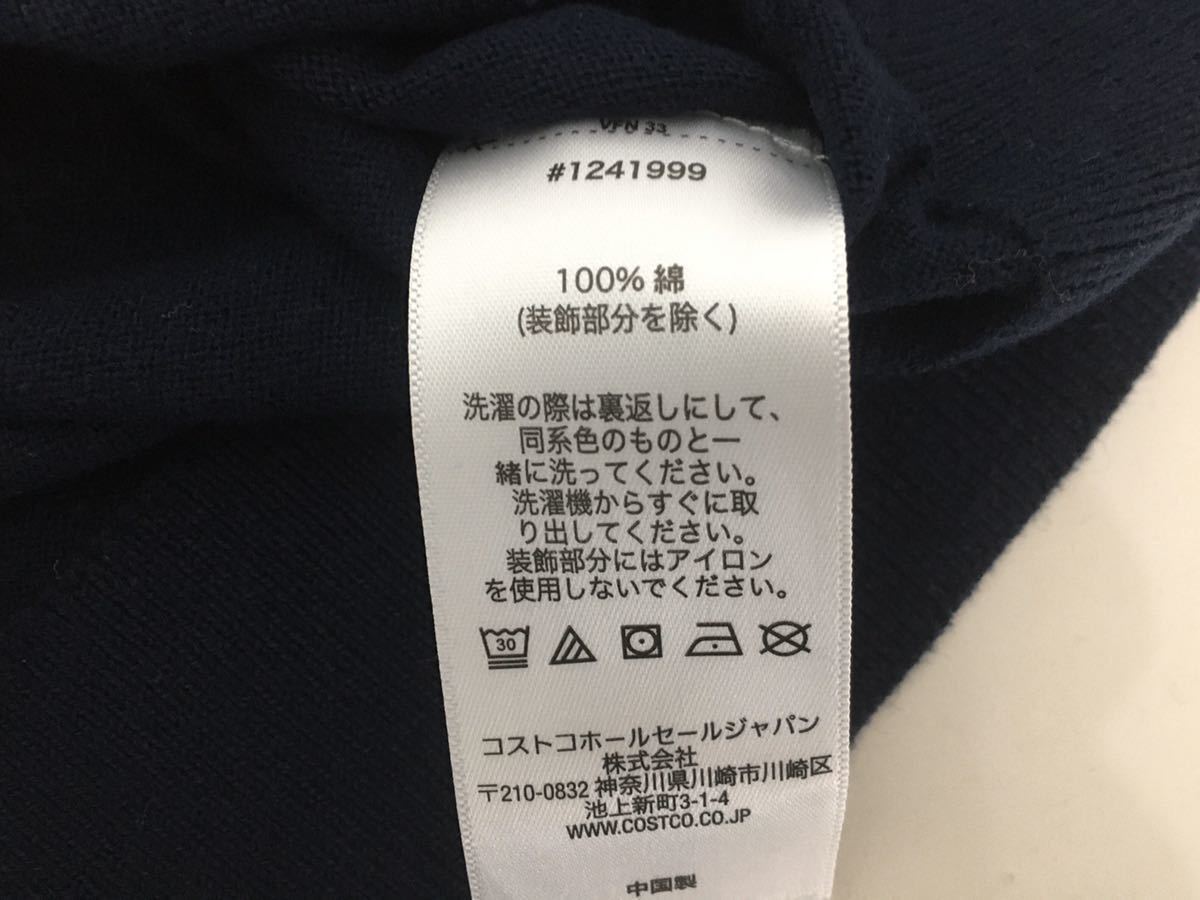 VFN 33
#1241999
100% 綿
(装飾部分を除く)
洗濯の際は裏返しにして、
同系色のものと一
緒に洗ってください。
洗濯機からすぐに取
り出してください。
装飾部分にはアイロン
を使用しないでください。
30
コストコホールセールジャパン
株式会社
〒210-0832 神奈川県川崎市川崎区
池上新町3-1-4
WWW.COSTCO.CO.JP
中国製